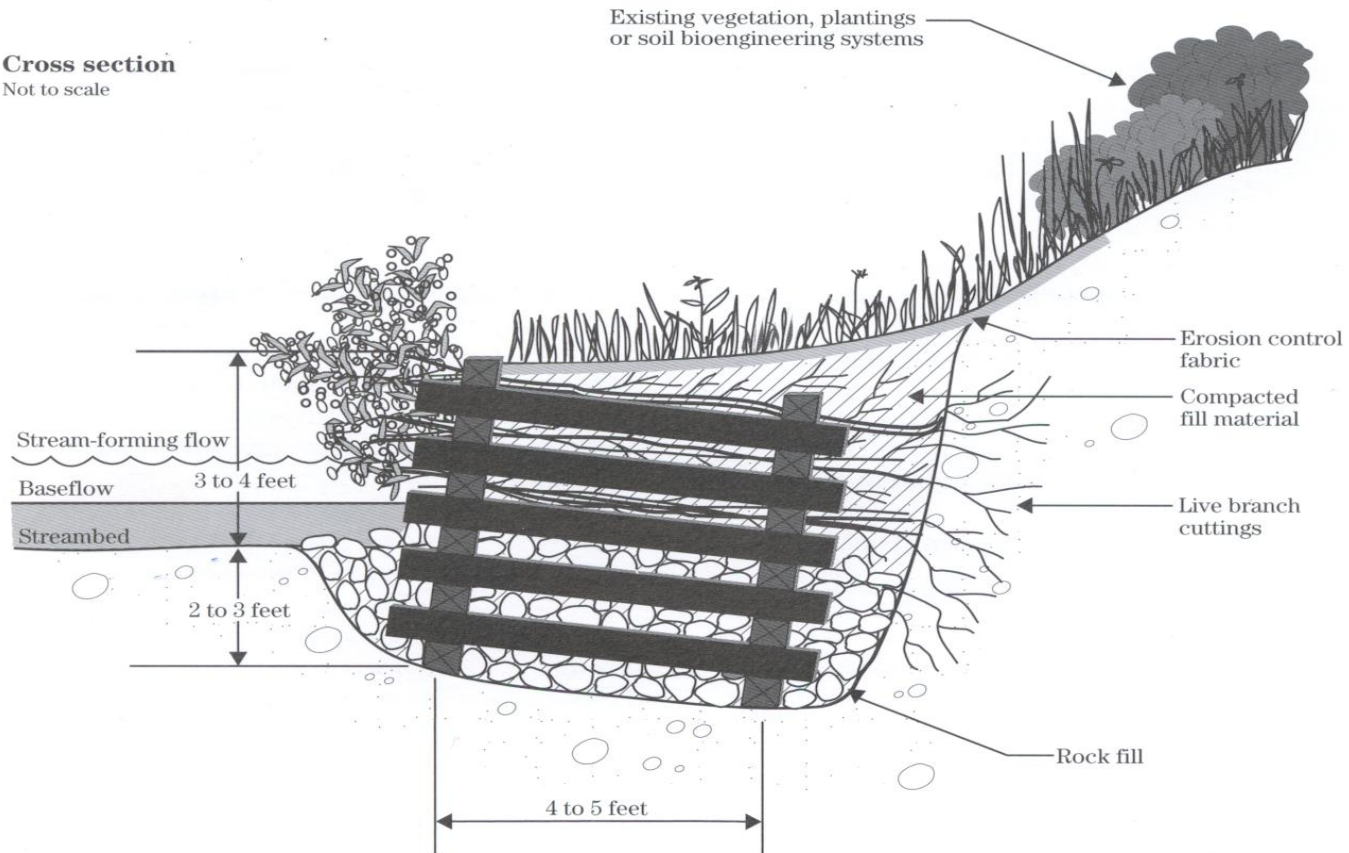 Existing vegetation, plantings
or soil bioengineering systems
Cross section
Not to scale
Erosion control
fabric
Compacted
fill material
Stream-forming flow
3 to 4 feet
Baseflow
Live branch
cuttings
Streambed
2 to 3 feet
Rock fill
4 to 5 feet